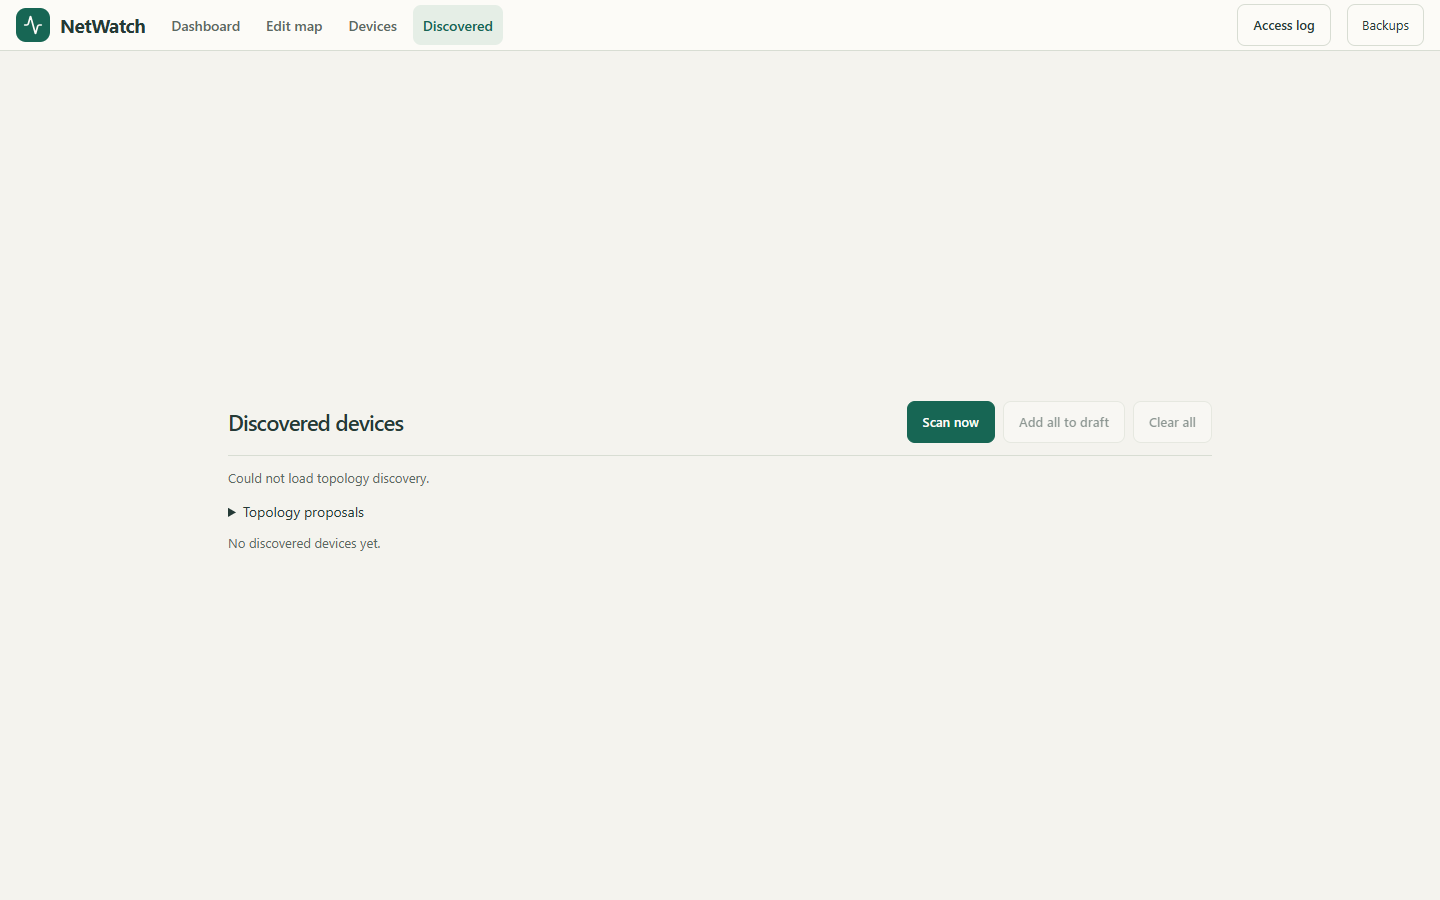 NetWatch Dashboard Edit map Devices Discovered Access log Backups
Discovered devices Scan now Add all to draft Clear all
Could not load topology discovery.
Topology proposals
No discovered devices yet.